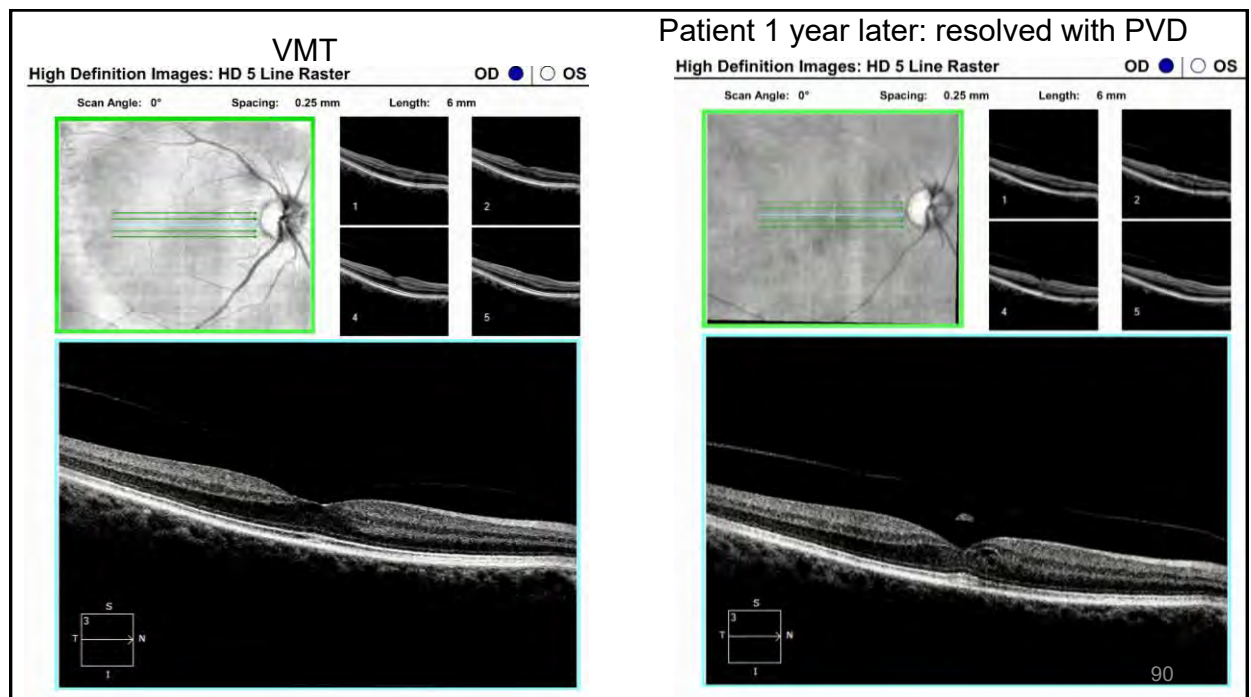 VMT
High Definition Images: HD 5 Line Raster OD OS
Scan Angle: 0° Spacing: 0.25 mm Length: 6 mm
1
2
4
5
S
3
T N
I
Patient 1 year later: resolved with PVD
High Definition Images: HD 5 Line Raster OD OS
Scan Angle: 0° Spacing: 0.25 mm Length: 6 mm
1
2
4
5
S
3
T N
I
90